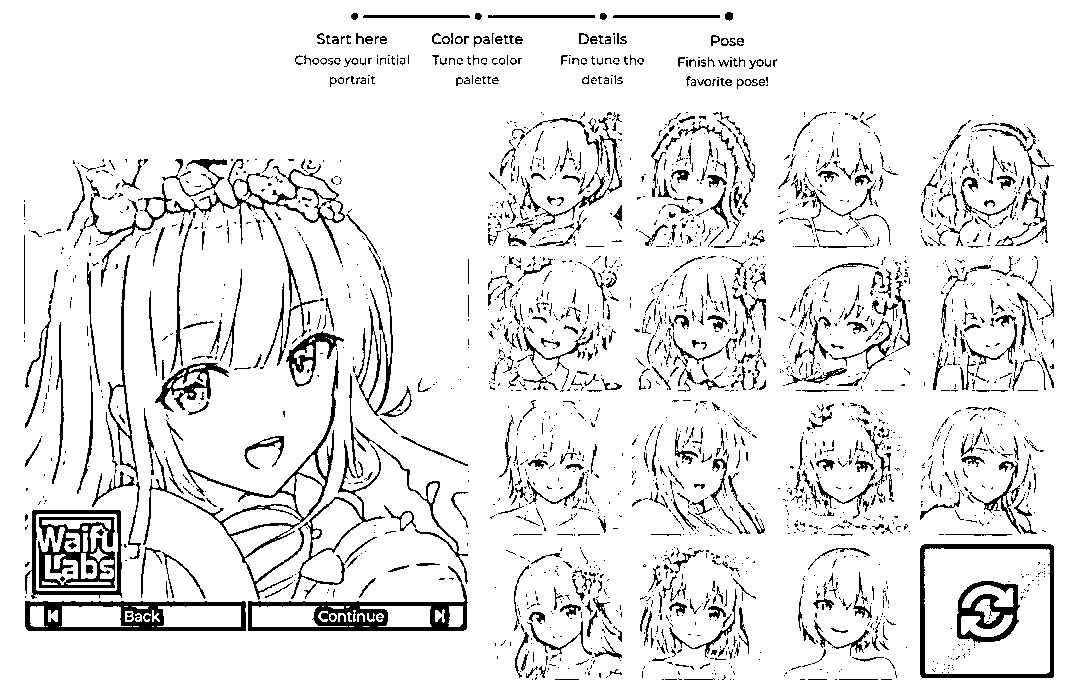 Start here
Choose your initial
portrait
Color palette
Tune the color
palette
Details
Fine tune the
details
Pose
Finish with your
favorite pose!
Waifu
Labs
Back
Continue